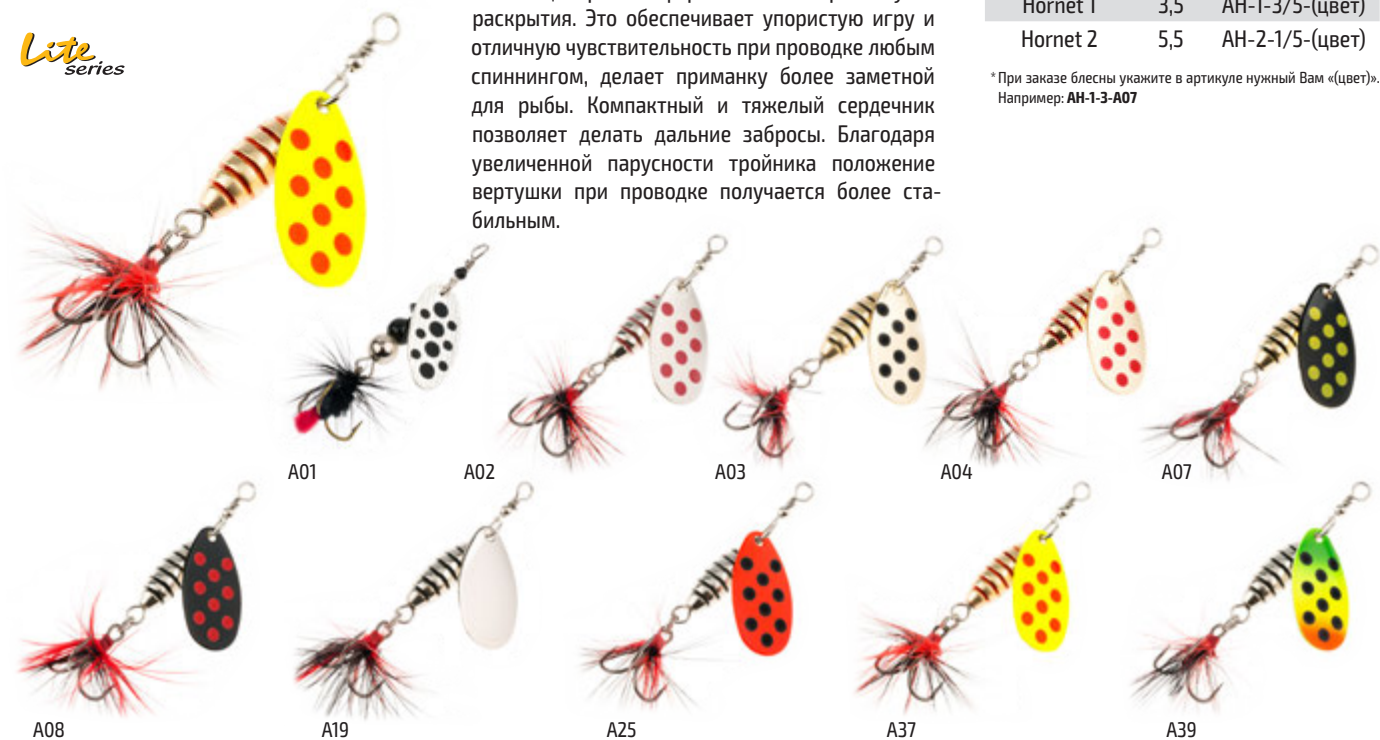 Lite
series
раскрытия. Это обеспечивает упористую игру и
отличную чувствительность при проводке любым
спиннингом, делает приманку более заметной
для рыбы. Компактный и тяжелый сердечник
позволяет делать дальние забросы. Благодаря
увеличенной парусности тройника положение
вертушки при проводке получается более ста-
бильным.
Hornet 1 3,5 AH-1-3/5-(цвет)
Hornet 2 5,5 AH-2-1/5-(цвет)
* При заказе блесны укажите в артикуле нужный Вам «(цвет)».
Например: AH-1-3-A07
A01 A02 A03 A04 A07
A08 A19 A25 A37 A39